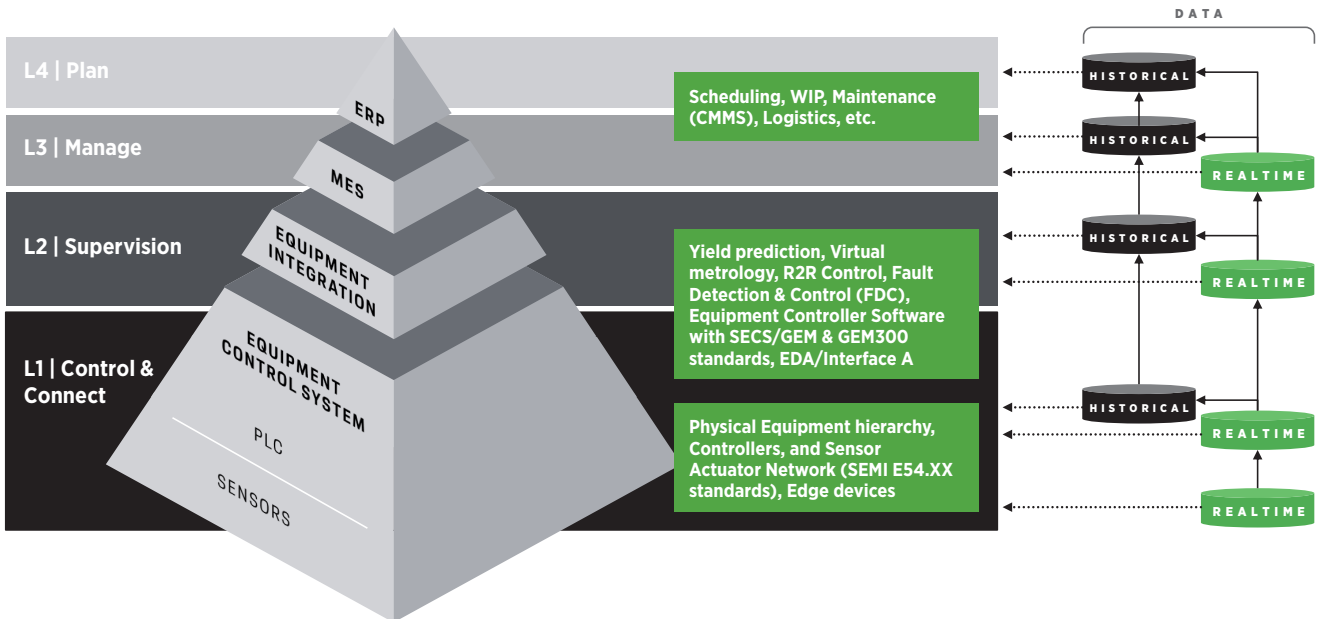 DATA
L4 | Plan
ERP
Scheduling, WIP, Maintenance
(CMMS), Logistics, etc.
HISTORICAL
L3 | Manage
MES
HISTORICAL
REALTIME
L2 | Supervision
EQUIPMENT
INTEGRATION
Yield prediction, Virtual
metrology, R2R Control, Fault
Detection & Control (FDC),
Equipment Controller Software
with SECS/GEM & GEM300
standards, EDA/Interface A
HISTORICAL
REALTIME
L1 | Control &
Connect
EQUIPMENT
CONTROL SYSTEM
PLC
SENSORS
Physical Equipment hierarchy,
Controllers, and Sensor
Actuator Network (SEMI E54.XX
standards), Edge devices
HISTORICAL
REALTIME
REALTIME